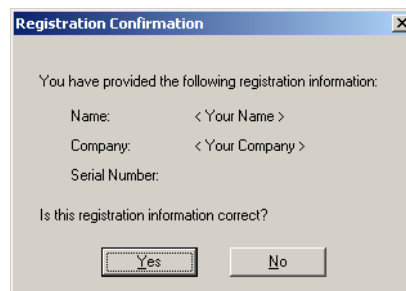 Registration Confirmation
You have provided the following registration information:
Name: < Your Name >
Company: < Your Company >
Serial Number:
Is this registration information correct?
Yes No